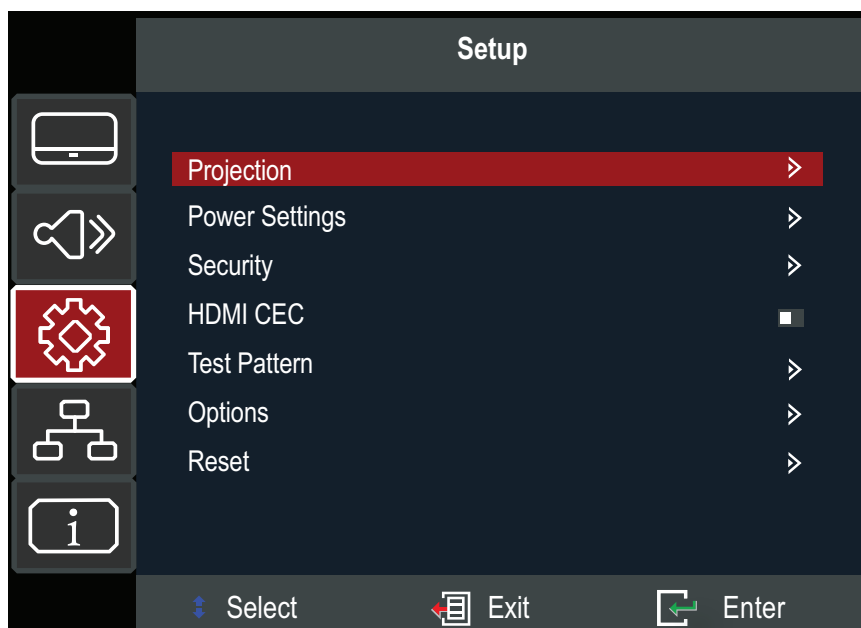 Setup
Projection
Power Settings
Security
HDMI CEC
Test Pattern
Options
Reset
i
Select Exit Enter